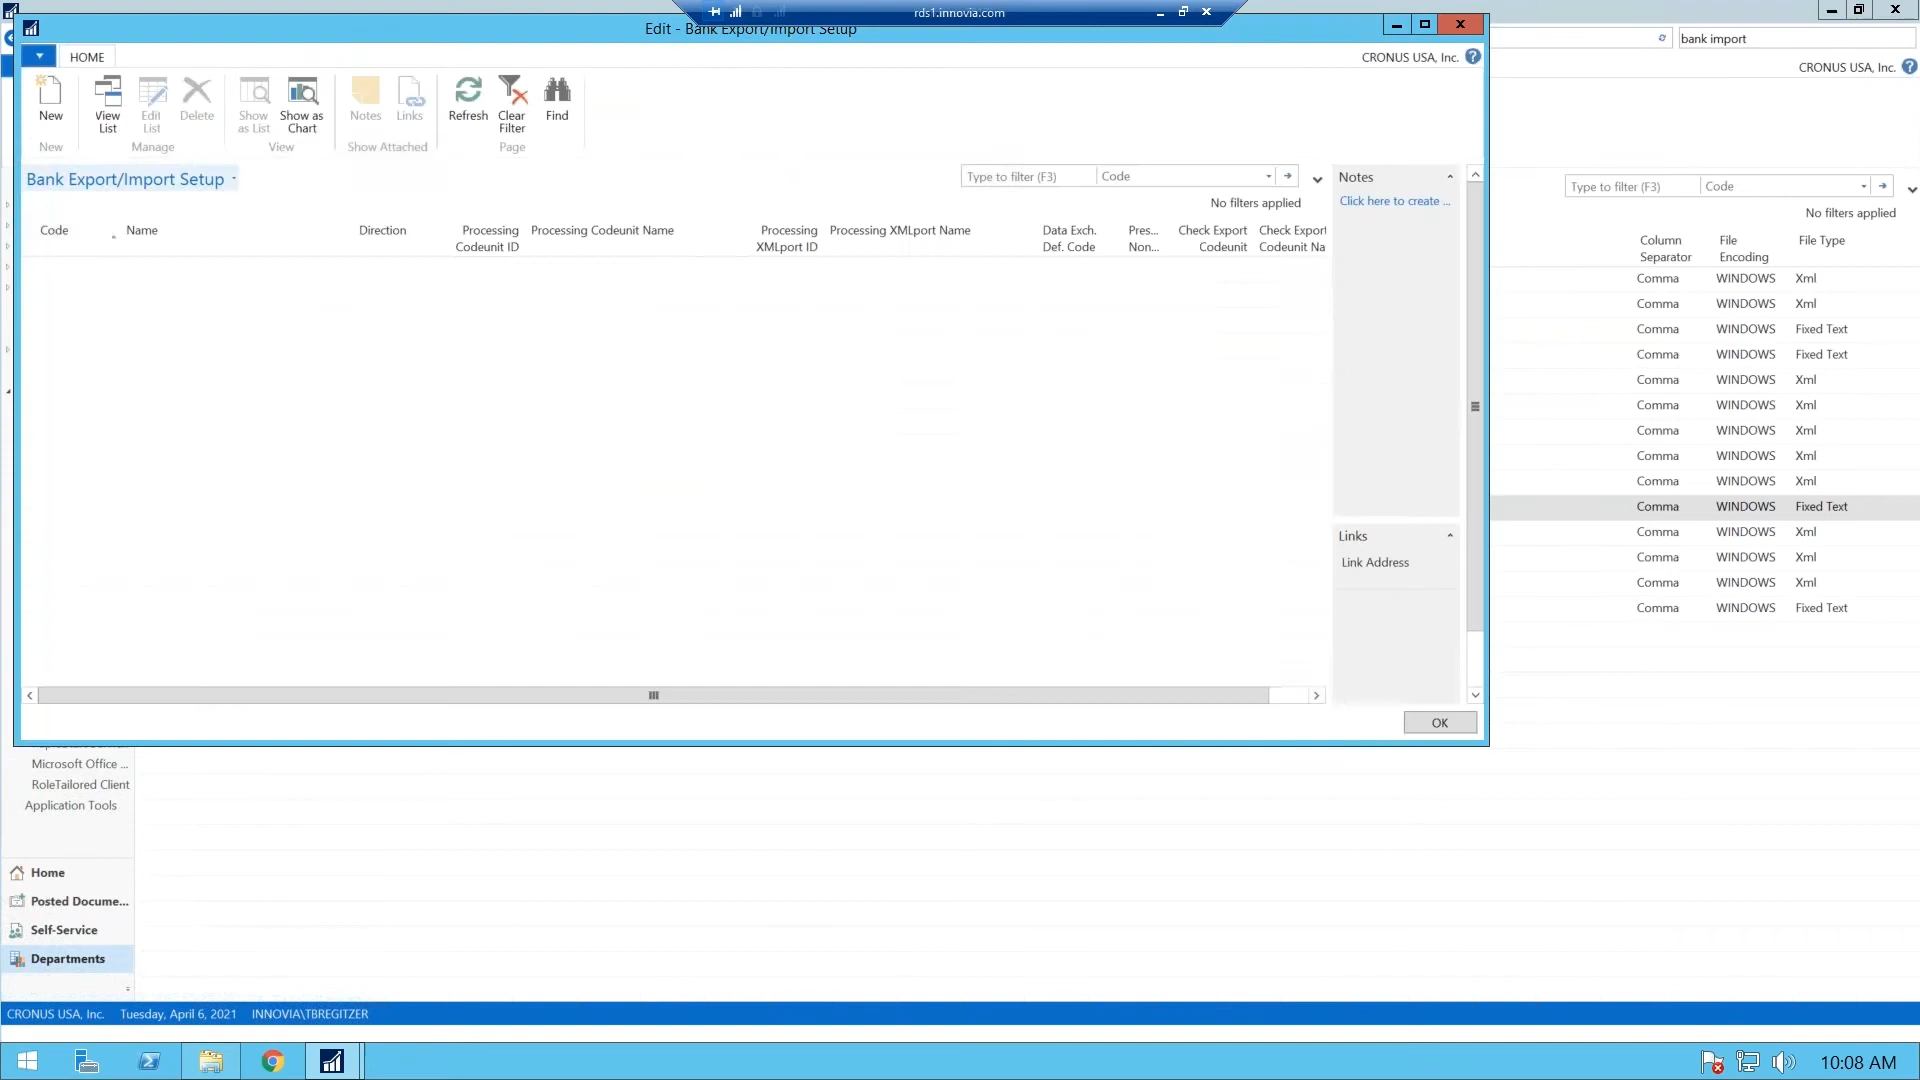 rds1.innovia.com
Edit - Bank Export/Import Setup
bank import
HOME
CRONUS USA, Inc.
CRONUS USA, Inc.
New
View List
Edit List
Delete
Show as List
Show as Chart
Notes
Links
Refresh
Clear Filter
Find
New
Manage
View
Show Attached
Page
Bank Export/Import Setup
Type to filter (F3)
Code
No filters applied
Code
Name
Direction
Processing Codeunit ID
Processing Codeunit Name
Processing XMLport ID
Processing XMLport Name
Data Exch. Def. Code
Pres... Non...
Check Export Codeunit
Check Export Codeunit Na
Notes
Click here to create ...
Links
Link Address
OK
Type to filter (F3)
Code
No filters applied
Column Separator
File Encoding
File Type
Comma WINDOWS Xml
Comma WINDOWS Xml
Comma WINDOWS Fixed Text
Comma WINDOWS Fixed Text
Comma WINDOWS Xml
Comma WINDOWS Xml
Comma WINDOWS Xml
Comma WINDOWS Xml
Comma WINDOWS Xml
Comma WINDOWS Fixed Text
Comma WINDOWS Xml
Comma WINDOWS Xml
Comma WINDOWS Xml
Comma WINDOWS Fixed Text
Microsoft Office ...
RoleTailored Client
Application Tools
Home
Posted Docume...
Self-Service
Departments
CRONUS USA, Inc. Tuesday, April 6, 2021 INNOVIA\TBREGITZER
10:08 AM